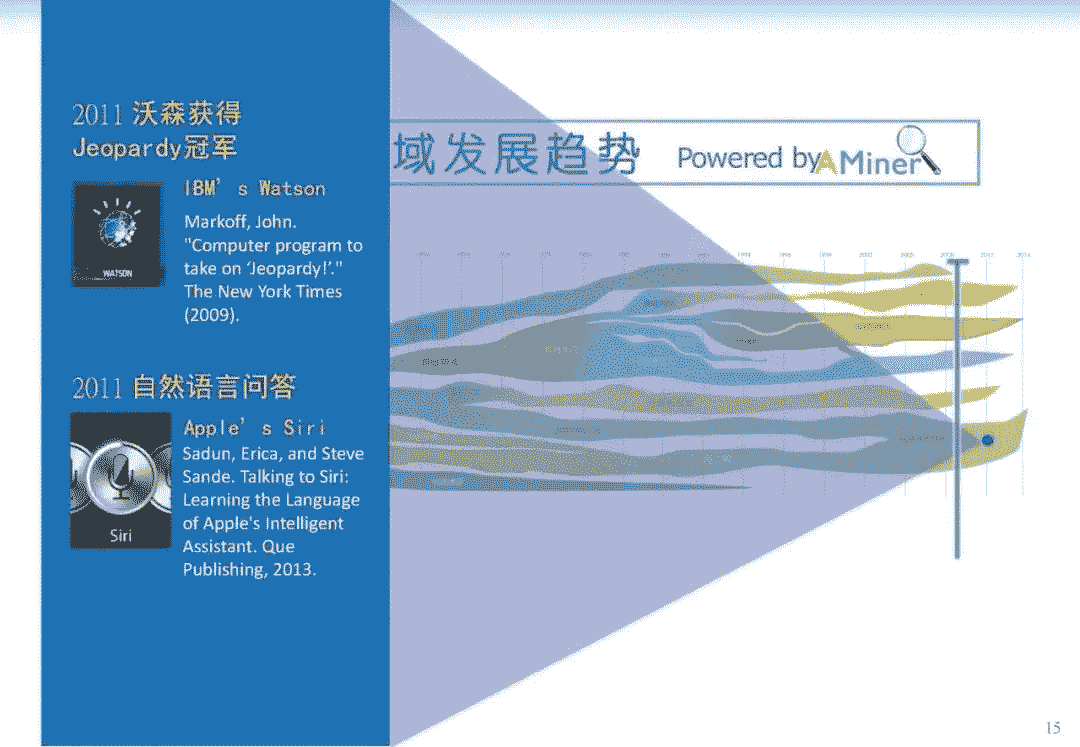 2011 沃森获得
Jeopardy冠军
IBM's Watson
Markoff, John.
"Computer program to
take on ‘Jeopardy!’."
The New York Times
(2009).
WATSON
2011 自然语言问答
Apple's Siri
Sadun, Erica, and Steve
Sande. Talking to Siri:
Learning the Language
of Apple's Intelligent
Assistant. Que
Publishing, 2013.
Siri
域发展趋势 Powered by AMiner
15